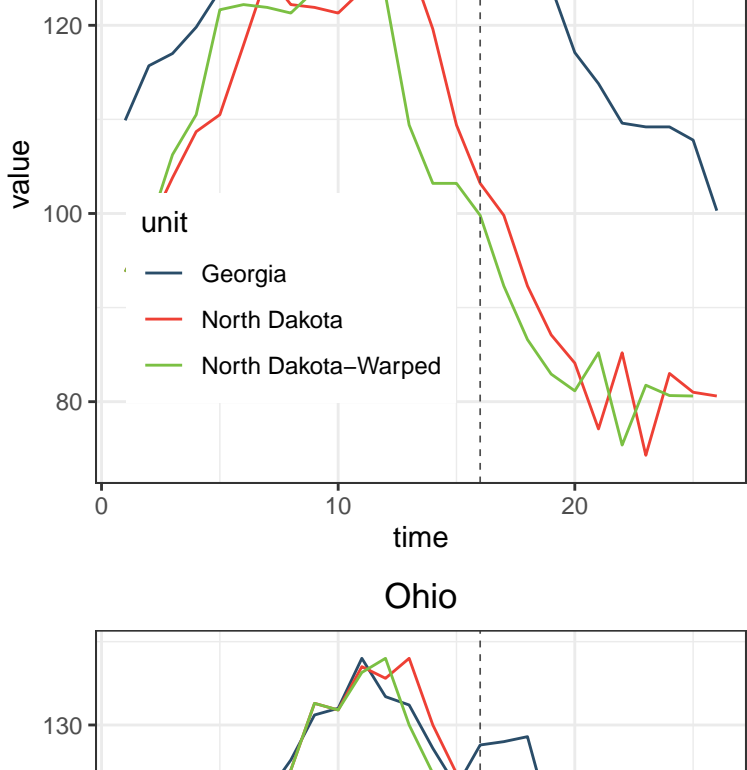 120
100
80
value
unit
Georgia
North Dakota
North Dakota−Warped
0 10 20
time
Ohio
130